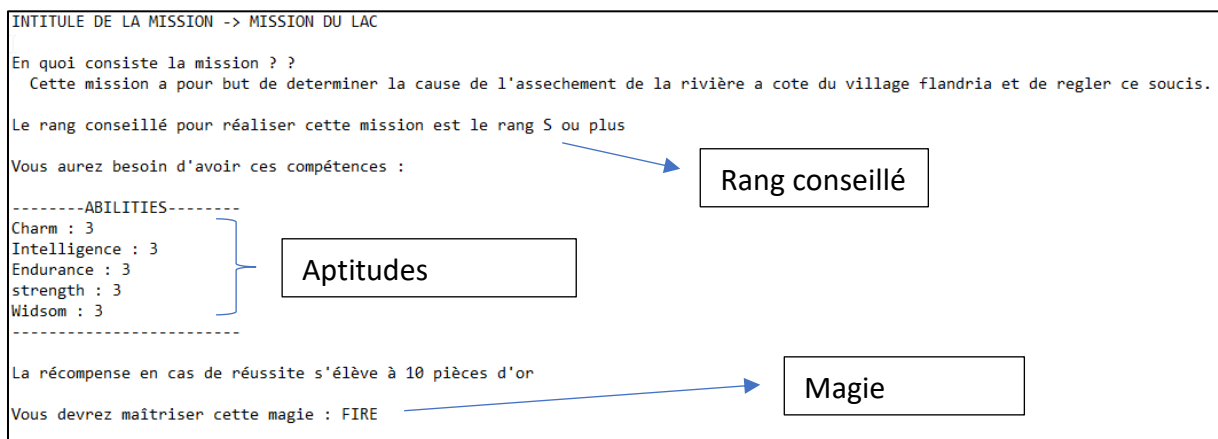 INTITULE DE LA MISSION -> MISSION DU LAC
En quoi consiste la mission ? ?
Cette mission a pour but de determiner la cause de l'assechement de la rivière a cote du village flandria et de regler ce soucis.
Le rang conseillé pour réaliser cette mission est le rang S ou plus
Rang conseillé
Vous aurez besoin d'avoir ces compétences :
--------ABILITIES--------
Charm : 3
Intelligence : 3
Endurance : 3
strength : 3
Widsom : 3
-------------------------
Aptitudes
La récompense en cas de réussite s'élève à 10 pièces d'or
Magie
Vous devrez maîtriser cette magie : FIRE